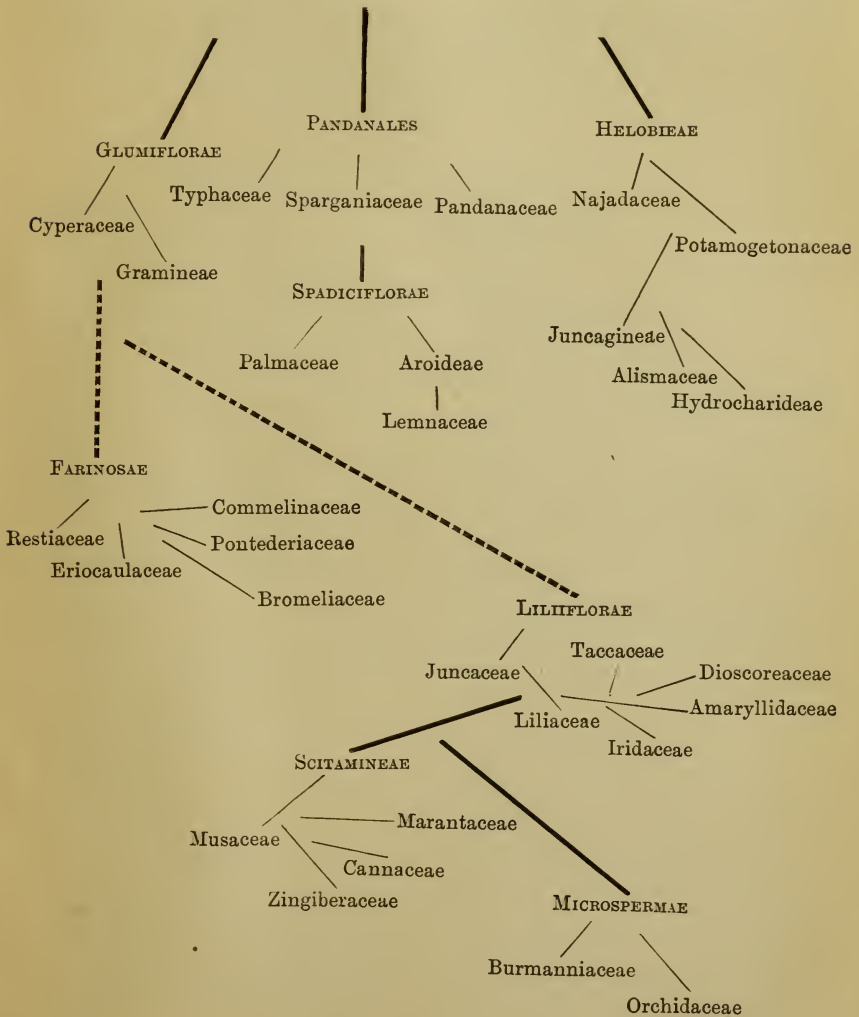 PANDANALES
HELOBIEAE
GLUMIFLORAE
Typhaceae
Sparganiaceae
Pandanaceae
Najadaceae
Cyperaceae
Potamogetonaceae
Gramineae
SPADICIFLORAE
Juncagineae
Palmaceae
Aroideae
Alismaceae
Hydrocharideae
Lemnaceae
FARINOSAE
Commelinaceae
Restiaceae
Pontederiaceae
Eriocaulaceae
Bromeliaceae
LILIIFLORAE
Taccaceae
Juncaceae
Dioscoreaceae
Amaryllidaceae
Liliaceae
Iridaceae
SCITAMINEAE
Marantaceae
Musaceae
Cannaceae
Zingiberaceae
MICROSPERMAE
Burmanniaceae
Orchidaceae